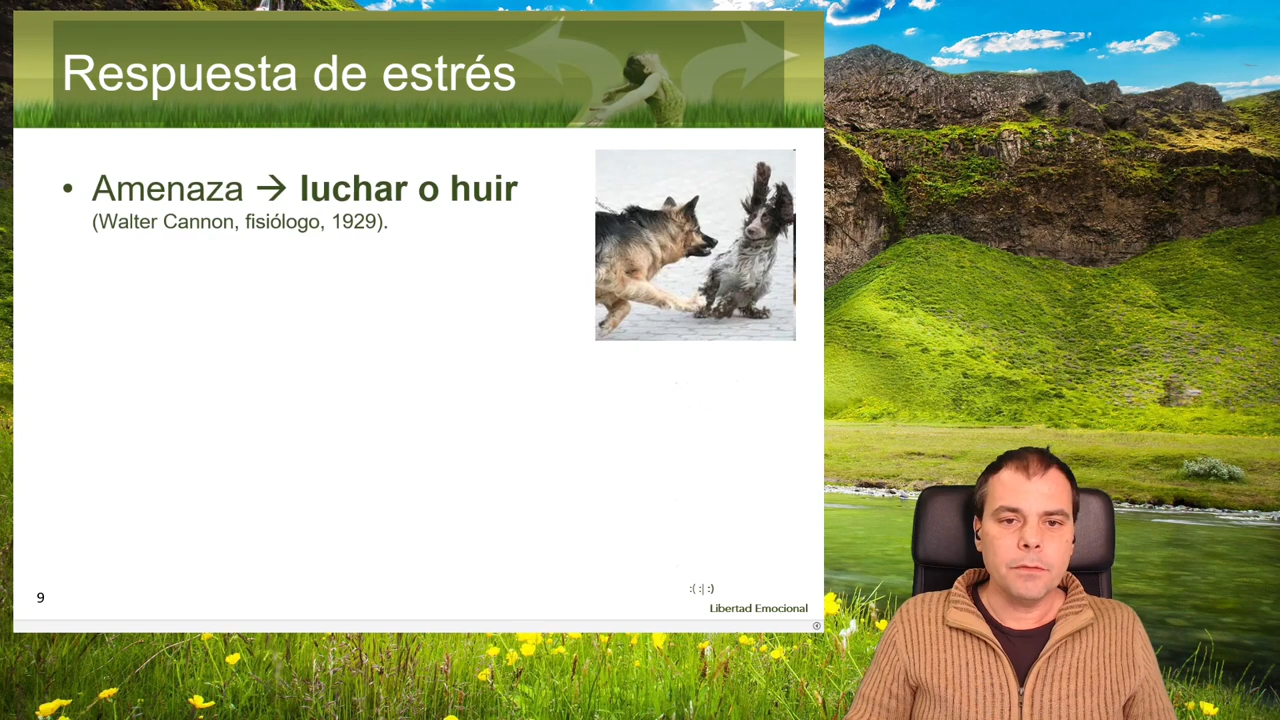 Respuesta de estrés
• Amenaza → luchar o huir
(Walter Cannon, fisiólogo, 1929).
:( :| :)
9
Libertad Emocional